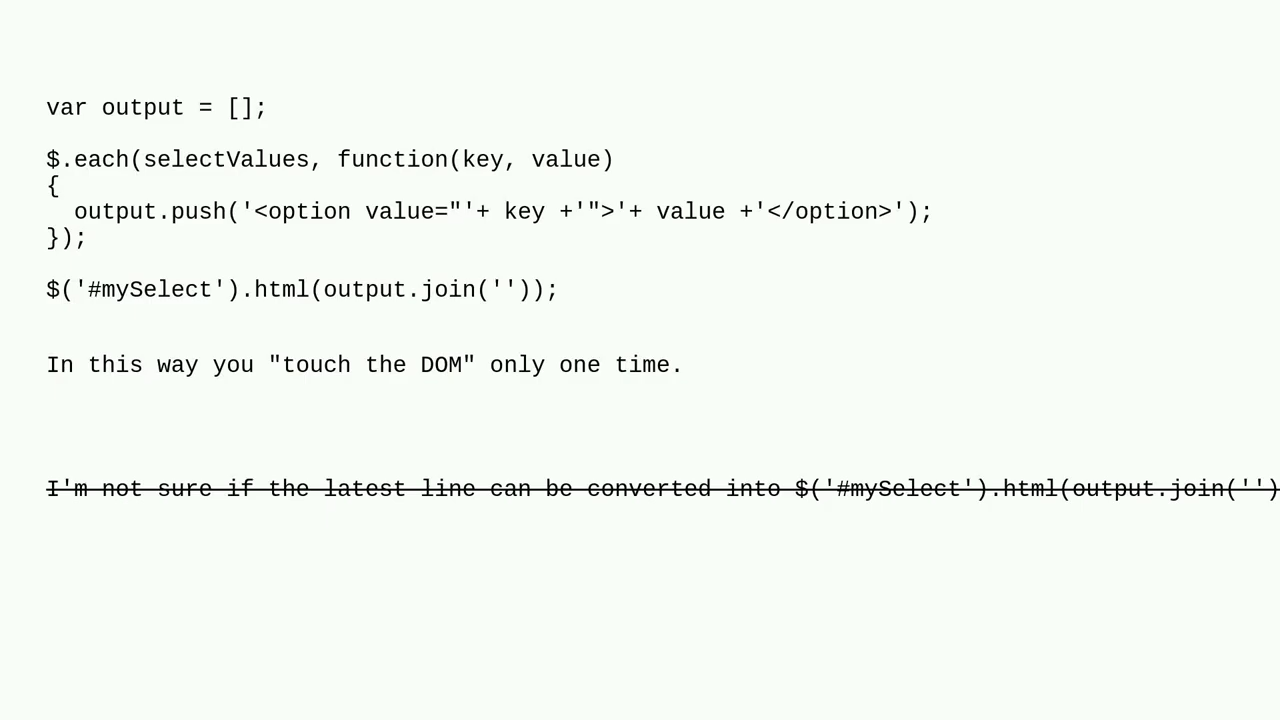 var output = [];
$.each(selectValues, function(key, value)
{
  output.push('<option value="'+ key +'">'+ value +'</option>');
});
$('#mySelect').html(output.join(''));
In this way you "touch the DOM" only one time.
I'm not sure if the latest line can be converted into $('#mySelect').html(output.join('')